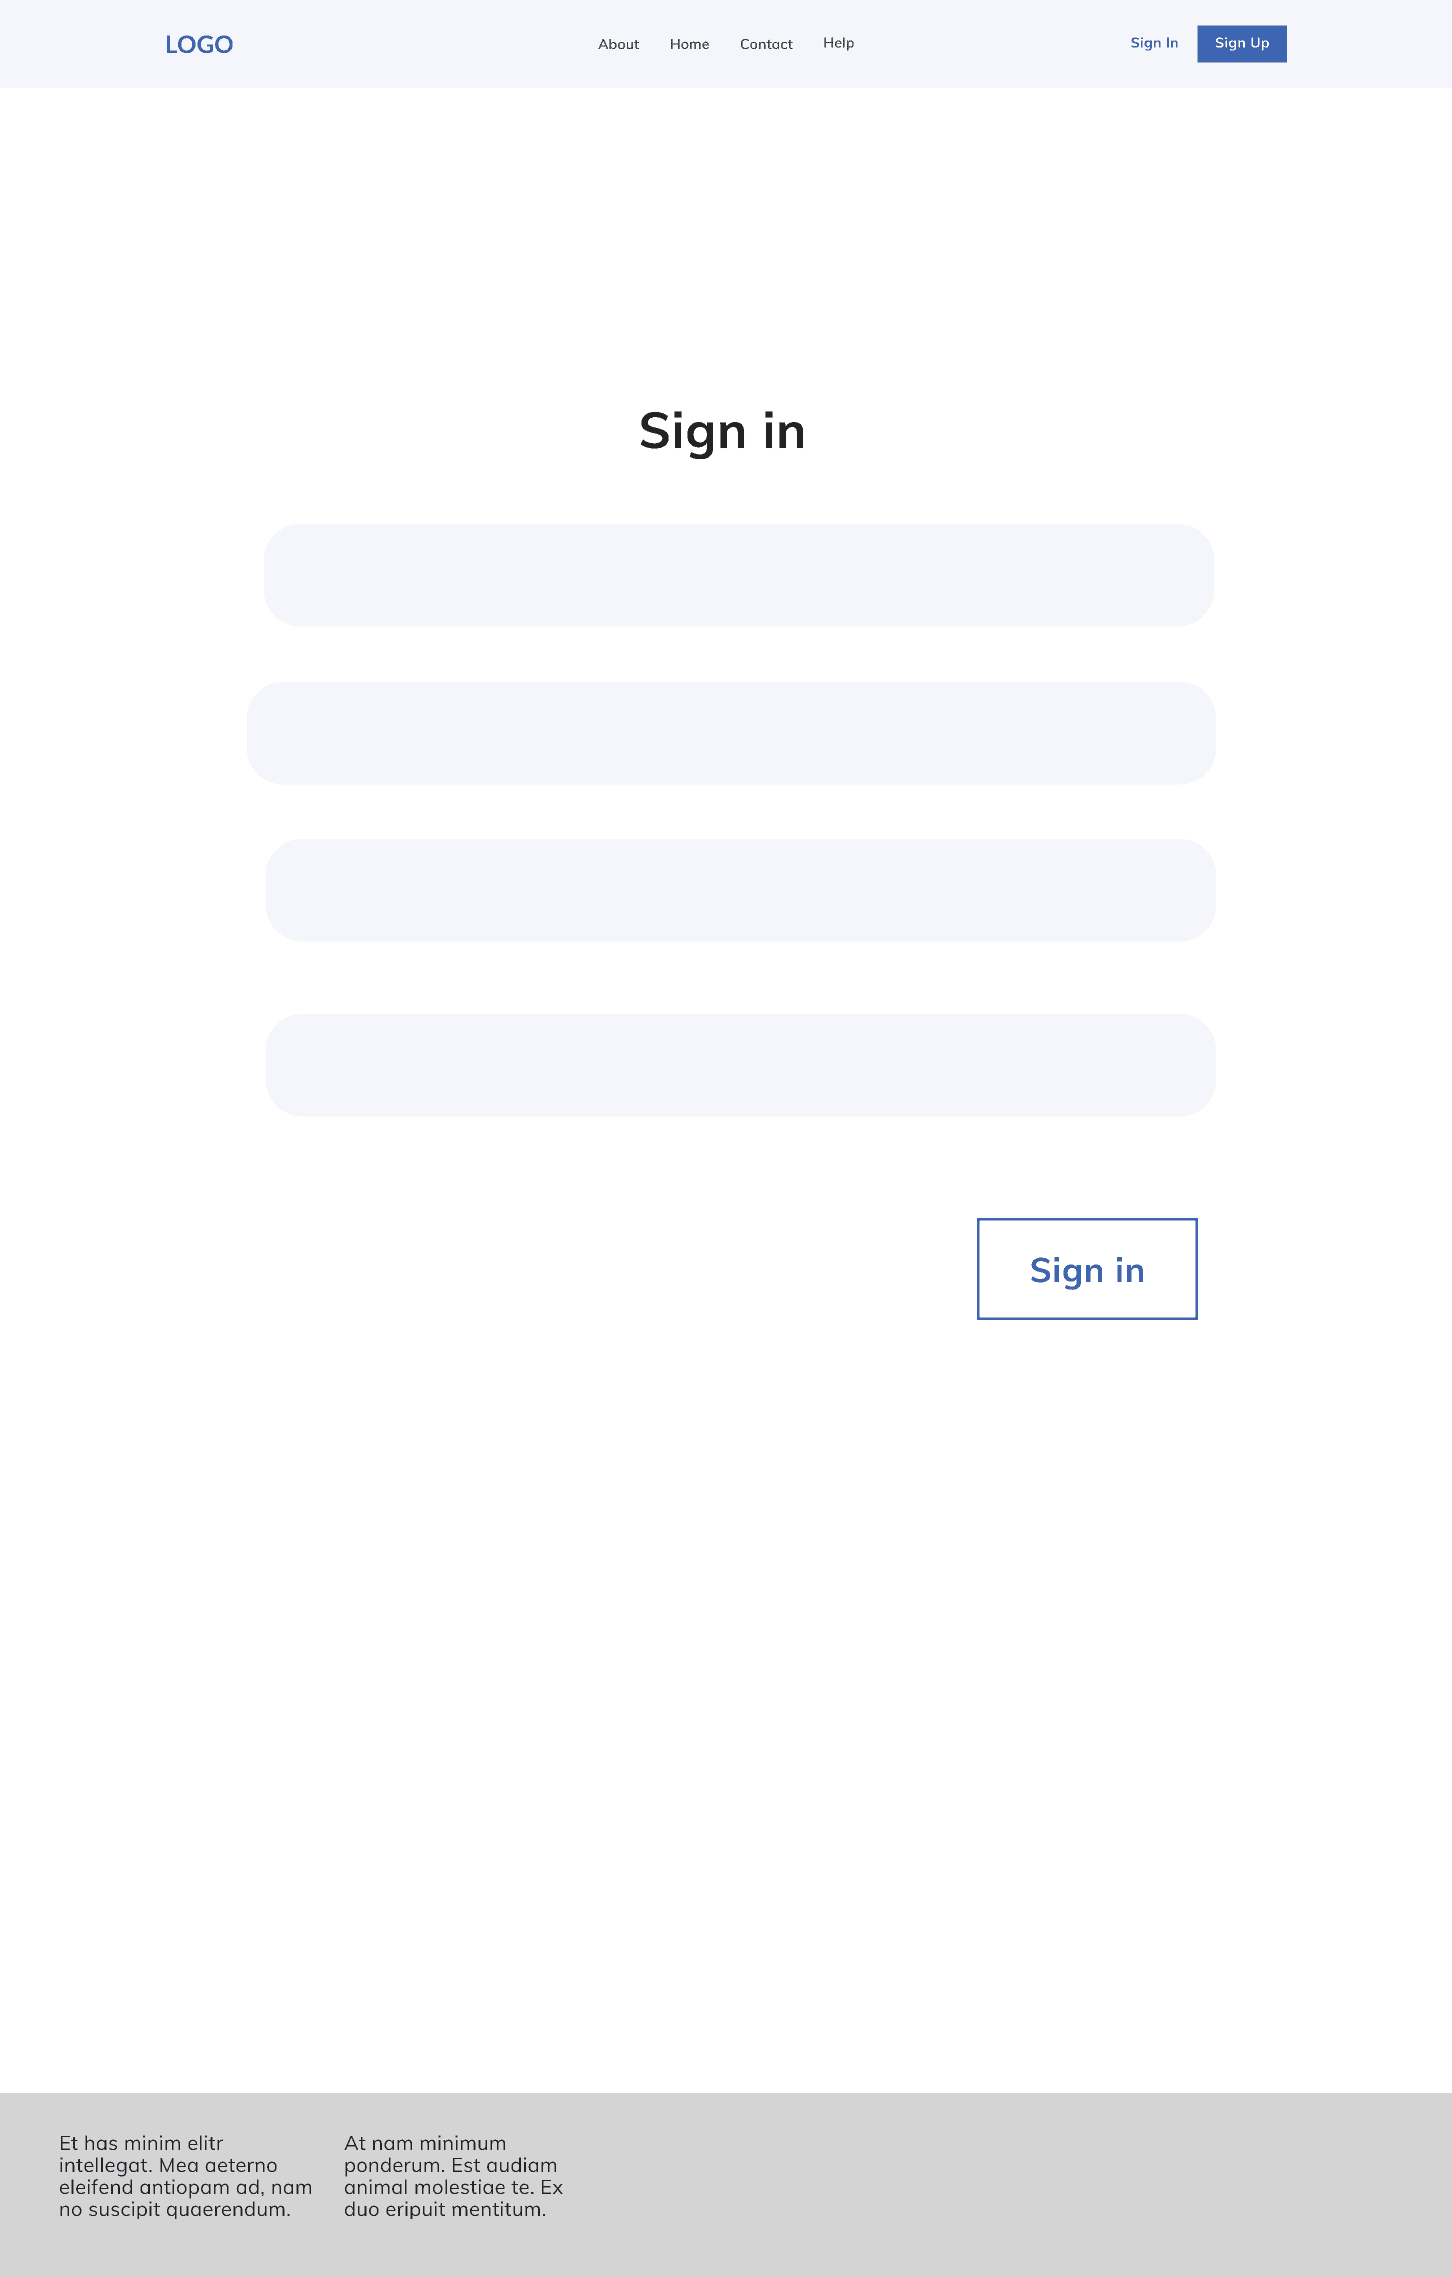 LOGO
About
Home
Contact
Help
Sign In
Sign Up
Sign in
Sign in
Et has minim elitr
intellegat. Mea aeterno
eleifend antiopam ad, nam
no suscipit quaerendum.
At nam minimum
ponderum. Est audiam
animal molestiae te. Ex
duo eripuit mentitum.